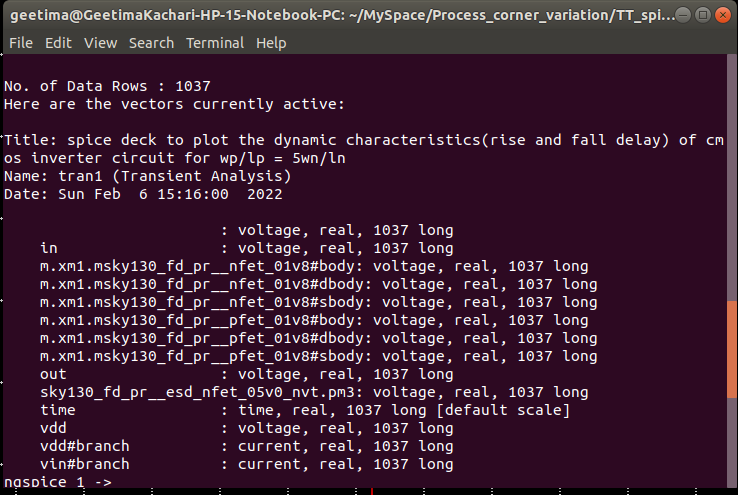 geetima@GeetimaKachari-HP-15-Notebook-PC: ~/MySpace/Process_corner_variation/TT_spi...
File Edit View Search Terminal Help
No. of Data Rows : 1037
Here are the vectors currently active:
Title: spice deck to plot the dynamic characteristics(rise and fall delay) of cm
os inverter circuit for wp/lp = 5wn/ln
Name: tran1 (Transient Analysis)
Date: Sun Feb  6 15:16:00  2022
: voltage, real, 1037 long
in : voltage, real, 1037 long
m.xm1.msky130_fd_pr__nfet_01v8#body: voltage, real, 1037 long
m.xm1.msky130_fd_pr__nfet_01v8#dbody: voltage, real, 1037 long
m.xm1.msky130_fd_pr__nfet_01v8#sbody: voltage, real, 1037 long
m.xm1.msky130_fd_pr__pfet_01v8#body: voltage, real, 1037 long
m.xm1.msky130_fd_pr__pfet_01v8#dbody: voltage, real, 1037 long
m.xm1.msky130_fd_pr__pfet_01v8#sbody: voltage, real, 1037 long
out : voltage, real, 1037 long
sky130_fd_pr__esd_nfet_05v0_nvt.pm3: voltage, real, 1037 long
time : time, real, 1037 long [default scale]
vdd : voltage, real, 1037 long
vdd#branch : current, real, 1037 long
vin#branch : current, real, 1037 long
ngspice 1 ->